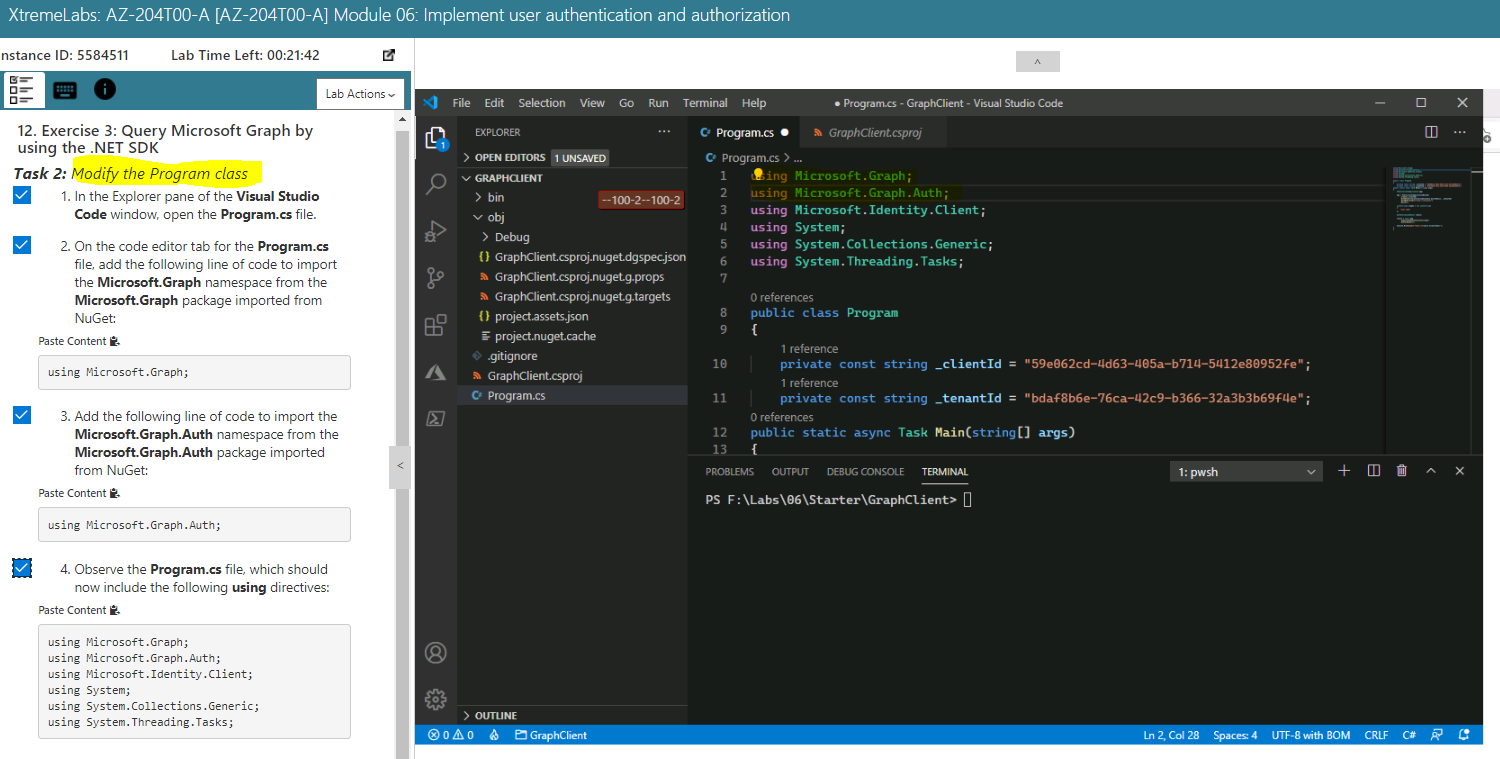 XtremeLabs: AZ-204T00-A [AZ-204T00-A] Module 06: Implement user authentication and authorization
nstance ID: 5584511 Lab Time Left: 00:21:42
Lab Actions
12. Exercise 3: Query Microsoft Graph by
using the .NET SDK
Task 2: Modify the Program class
1. In the Explorer pane of the Visual Studio
Code window, open the Program.cs file.
2. On the code editor tab for the Program.cs
file, add the following line of code to import
the Microsoft.Graph namespace from the
Microsoft.Graph package imported from
NuGet:
Paste Content
using Microsoft.Graph;
3. Add the following line of code to import the
Microsoft.Graph.Auth namespace from the
Microsoft.Graph.Auth package imported
from NuGet:
Paste Content
using Microsoft.Graph.Auth;
4. Observe the Program.cs file, which should
now include the following using directives:
Paste Content
using Microsoft.Graph;
using Microsoft.Graph.Auth;
using Microsoft.Identity.Client;
using System;
using System.Collections.Generic;
using System.Threading.Tasks;
File Edit Selection View Go Run Terminal Help ● Program.cs - GraphClient - Visual Studio Code
1
EXPLORER ...
OPEN EDITORS 1 UNSAVED
GRAPHCLIENT
bin
--100-2--100-2
obj
Debug
{} GraphClient.csproj.nuget.dgspec.json
GraphClient.csproj.nuget.g.props
GraphClient.csproj.nuget.g.targets
{} project.assets.json
project.nuget.cache
.gitignore
GraphClient.csproj
C# Program.cs
OUTLINE
C# Program.cs ● GraphClient.csproj ...
C# Program.cs > ...
1 using Microsoft.Graph;
2 using Microsoft.Graph.Auth;
3 using Microsoft.Identity.Client;
4 using System;
5 using System.Collections.Generic;
6 using System.Threading.Tasks;
7
0 references
8 public class Program
9 {
1 reference
10 private const string _clientId = "59e062cd-4d63-405a-b714-5412e80952fe";
1 reference
11 private const string _tenantId = "bdaf8b6e-76ca-42c9-b366-32a3b3b69f4e";
0 references
12 public static async Task Main(string[] args)
13 {
PROBLEMS OUTPUT DEBUG CONSOLE TERMINAL 1: pwsh
PS F:\Labs\06\Starter\GraphClient>
0 0 GraphClient Ln 2, Col 28 Spaces: 4 UTF-8 with BOM CRLF C#